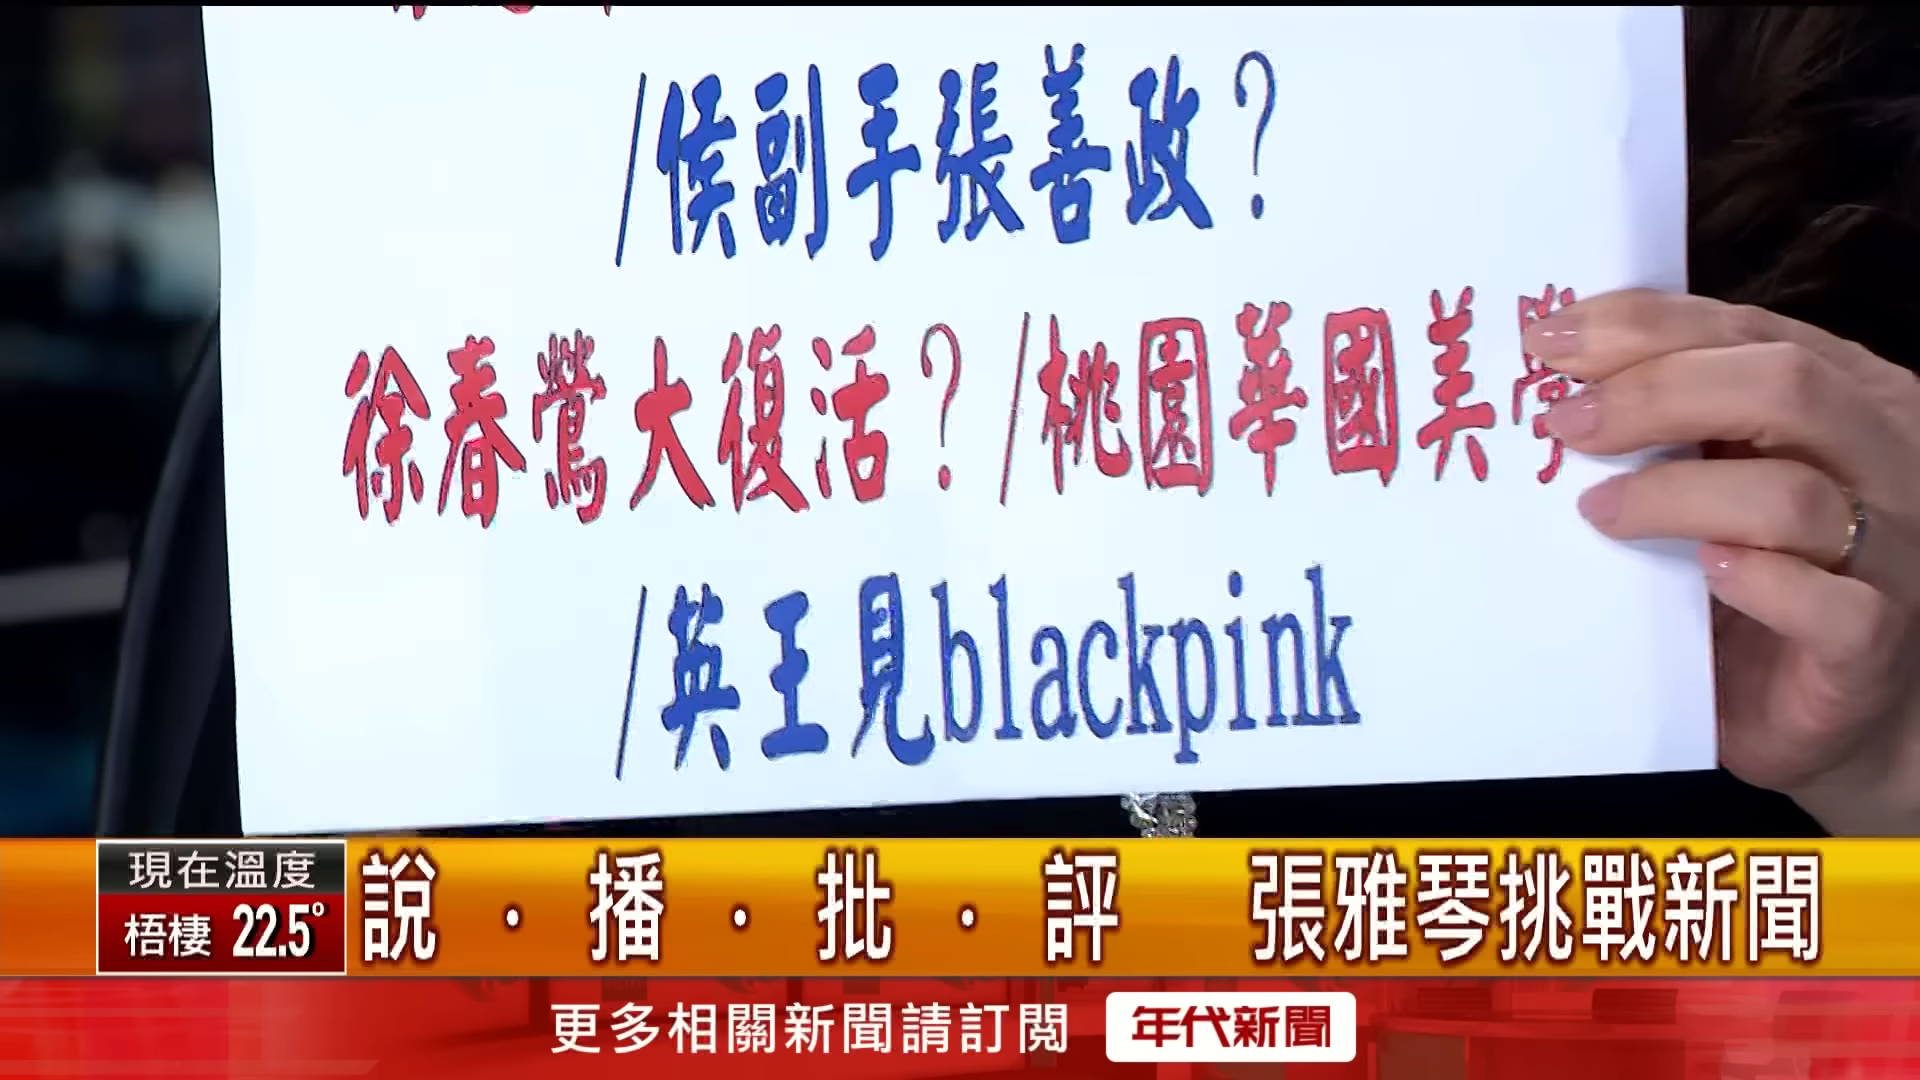 /侯副手張善政?
徐春鶯大復活?/桃園華國美學
/英王見blackpink
現在溫度
梧棲 22.5°
說．播．批．評 張雅琴挑戰新聞
更多相關新聞請訂閱 年代新聞